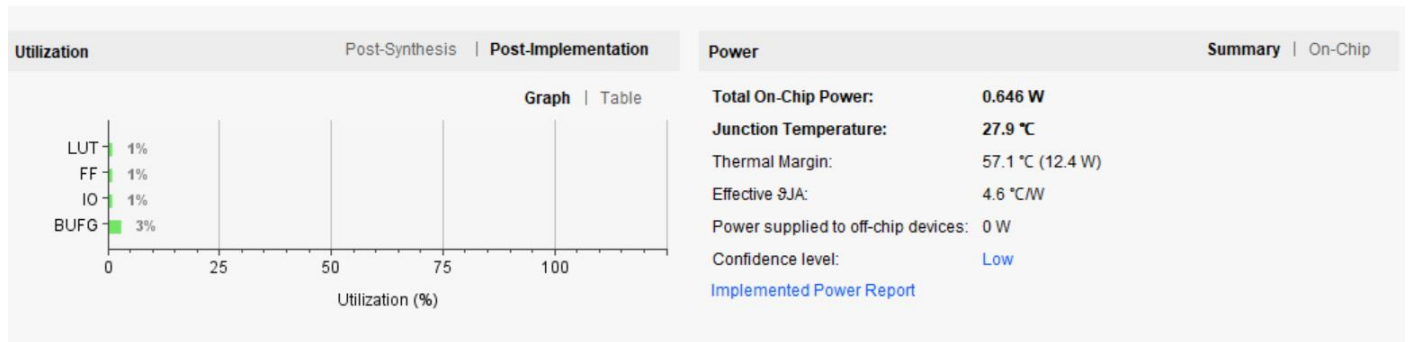 Utilization Post-Synthesis | Post-Implementation
Graph | Table
LUT 1%
FF 1%
IO 1%
BUFG 3%
0 25 50 75 100
Utilization (%)
Power Summary | On-Chip
Total On-Chip Power: 0.646 W
Junction Temperature: 27.9 °C
Thermal Margin: 57.1 °C (12.4 W)
Effective ϑJA: 4.6 °C/W
Power supplied to off-chip devices: 0 W
Confidence level: Low
Implemented Power Report